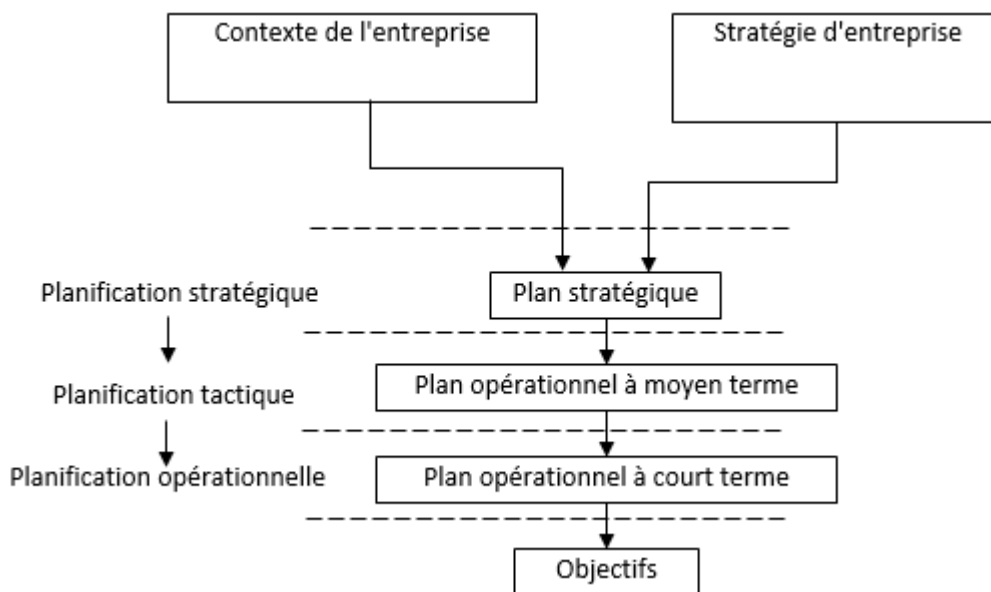 Contexte de l'entreprise
Stratégie d'entreprise
Planification stratégique
Plan stratégique
Planification tactique
Plan opérationnel à moyen terme
Planification opérationnelle
Plan opérationnel à court terme
Objectifs